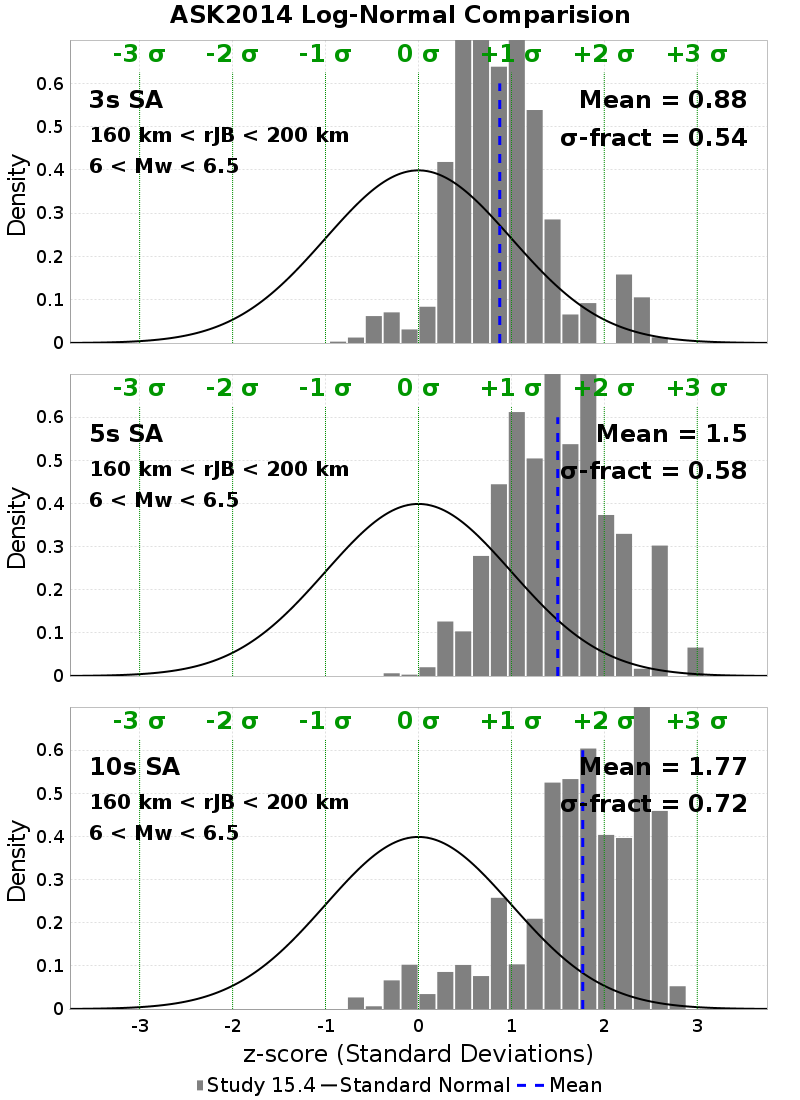 ASK2014 Log-Normal Comparision
-3 σ -2 σ -1 σ 0 σ +1 σ +2 σ +3 σ
3s SA
160 km < rJB < 200 km
6 < Mw < 6.5
Mean = 0.88
σ-fract = 0.54
Density
0.6
0.5
0.4
0.3
0.2
0.1
0
-3 σ -2 σ -1 σ 0 σ +1 σ +2 σ +3 σ
5s SA
160 km < rJB < 200 km
6 < Mw < 6.5
Mean = 1.5
σ-fract = 0.58
Density
0.6
0.5
0.4
0.3
0.2
0.1
0
-3 σ -2 σ -1 σ 0 σ +1 σ +2 σ +3 σ
10s SA
160 km < rJB < 200 km
6 < Mw < 6.5
Mean = 1.77
σ-fract = 0.72
Density
0.6
0.5
0.4
0.3
0.2
0.1
0
-3 -2 -1 0 1 2 3
z-score (Standard Deviations)
Study 15.4 Standard Normal Mean